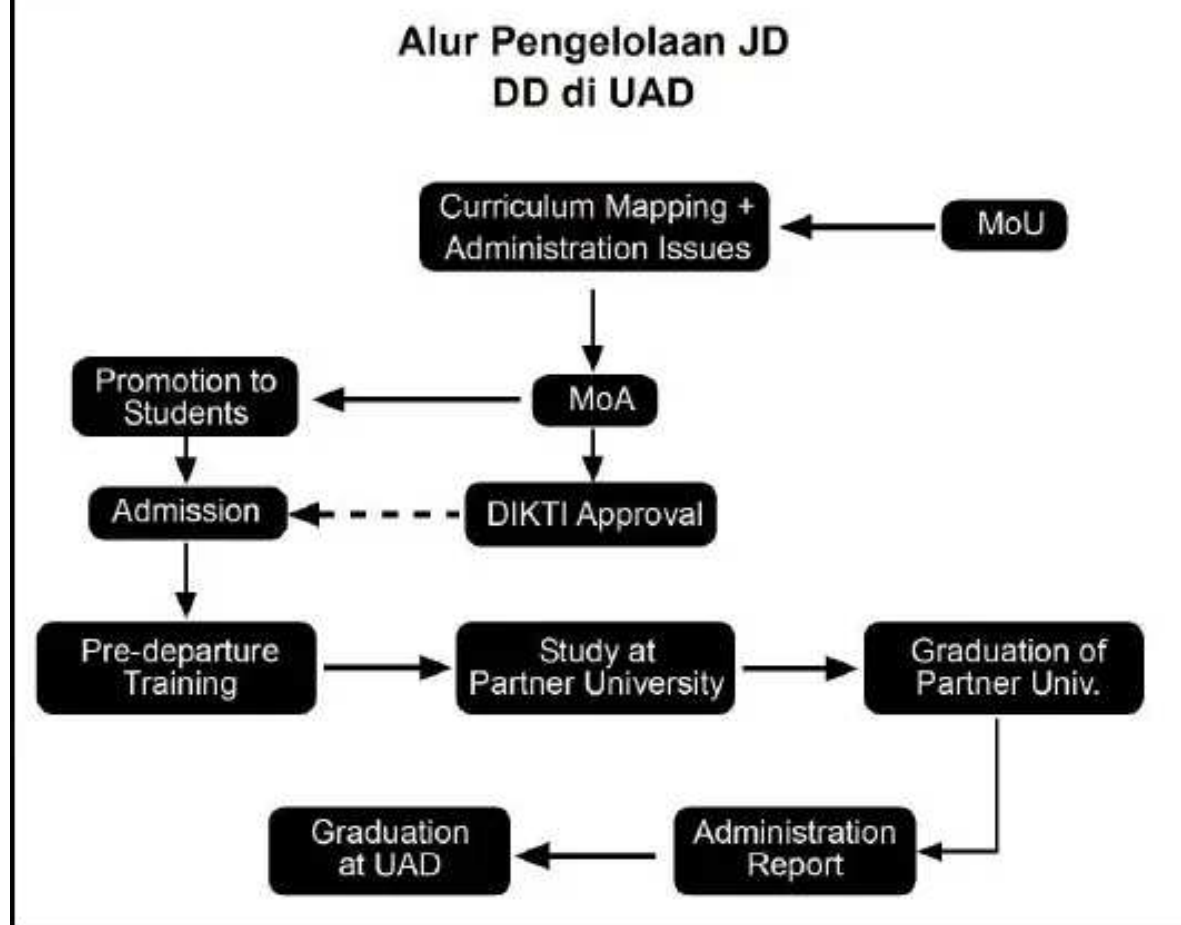 Alur Pengelolaan JD
DD di UAD
Curriculum Mapping +
Administration Issues
MoU
Promotion to
Students
MoA
Admission
DIKTI Approval
Pre-departure
Training
Study at
Partner University
Graduation of
Partner Univ.
Graduation
at UAD
Administration
Report